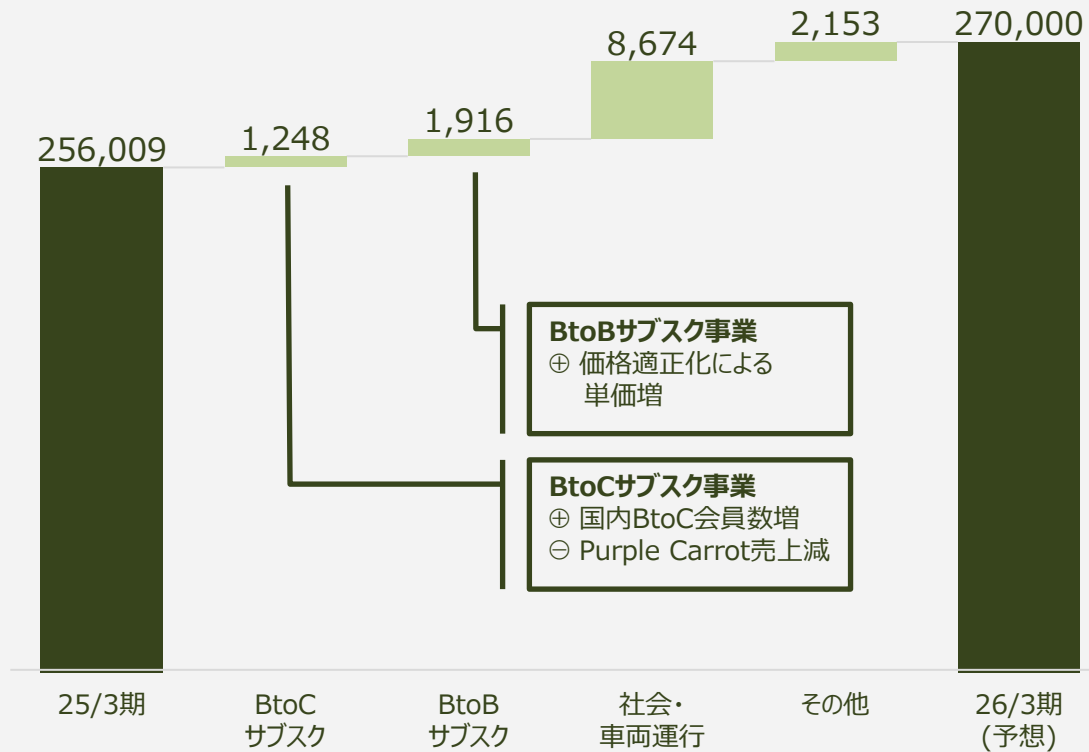 256,009
1,248
1,916
8,674
2,153
270,000
BtoBサブスク事業
⊕ 価格適正化による
単価増
BtoCサブスク事業
⊕ 国内BtoC会員数増
⊖ Purple Carrot売上減
25/3期
BtoC
サブスク
BtoB
サブスク
社会・
車両運行
その他
26/3期
(予想)